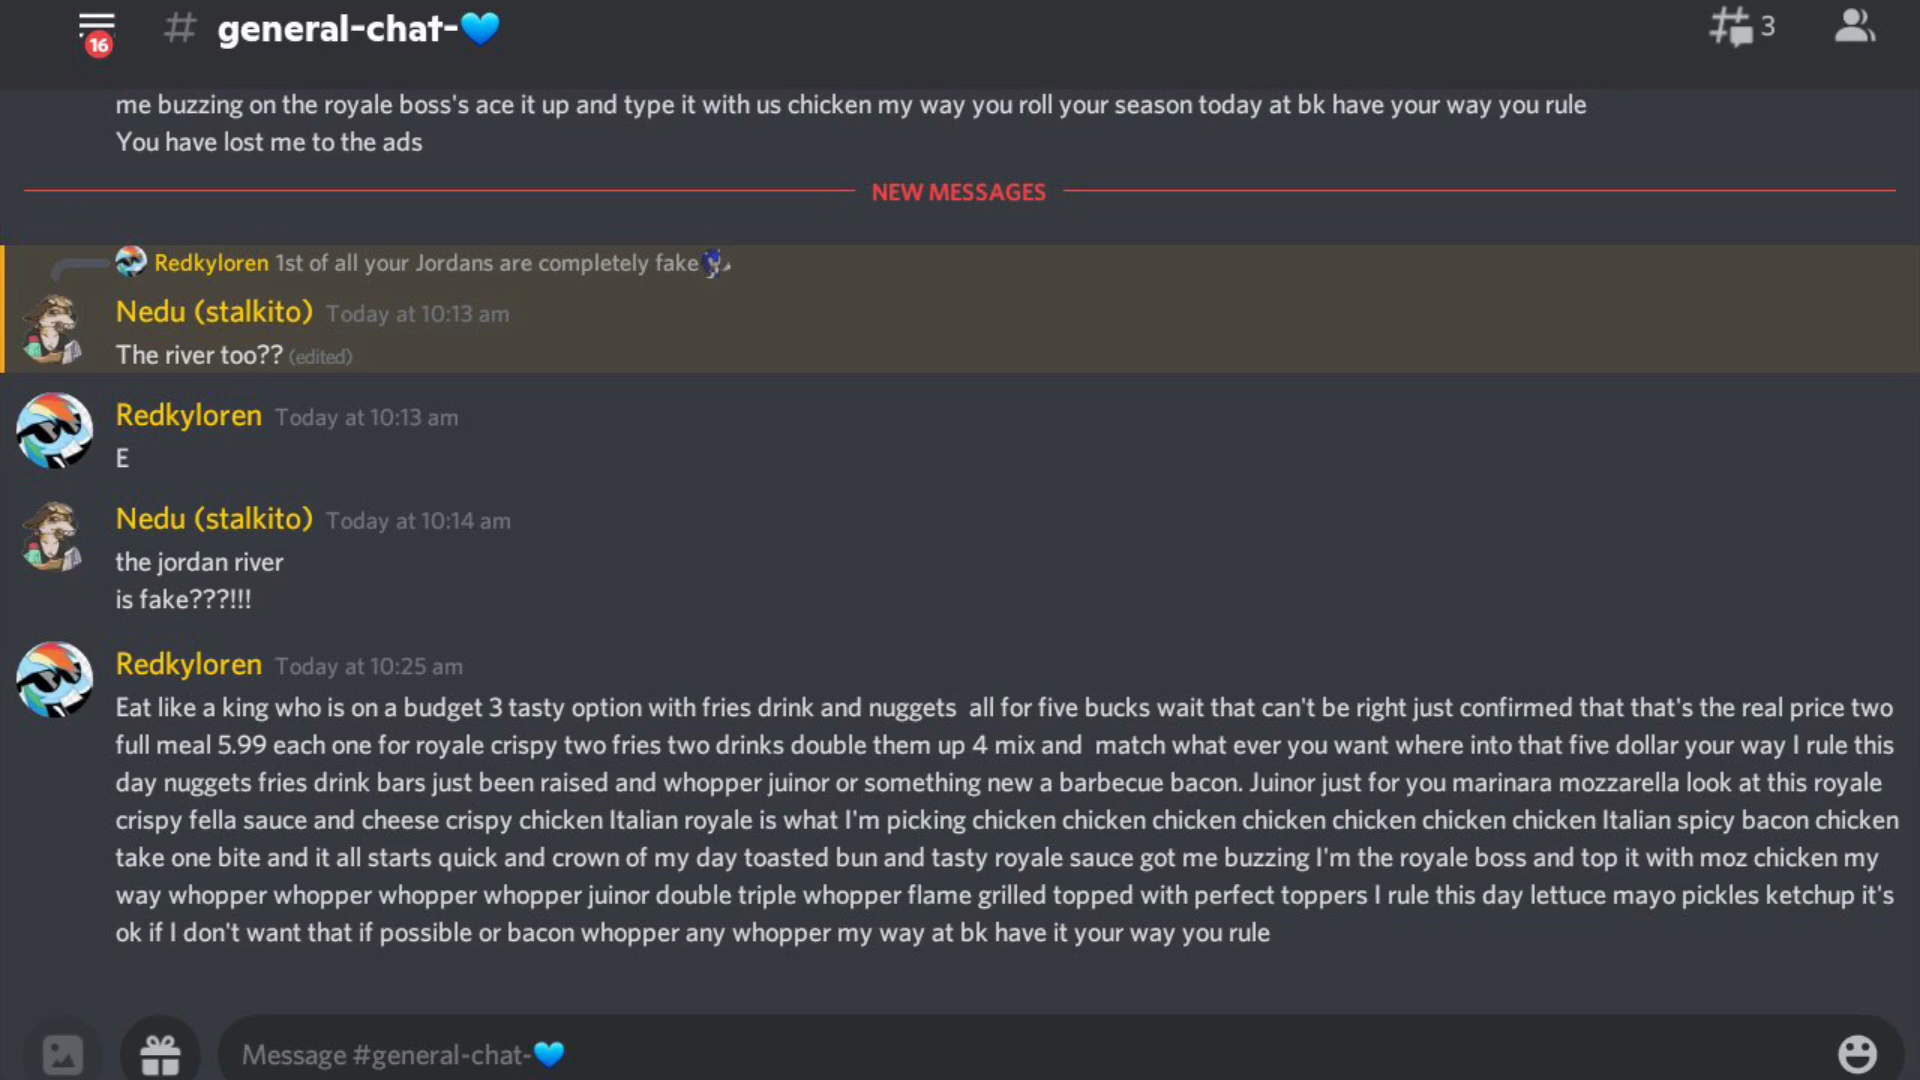 16 # general-chat-💙 3
me buzzing on the royale boss's ace it up and type it with us chicken my way you roll your season today at bk have your way you rule
You have lost me to the ads
NEW MESSAGES
Redkyloren 1st of all your Jordans are completely fake
Nedu (stalkito) Today at 10:13 am
The river too?? (edited)
Redkyloren Today at 10:13 am
E
Nedu (stalkito) Today at 10:14 am
the jordan river
is fake???!!!
Redkyloren Today at 10:25 am
Eat like a king who is on a budget 3 tasty option with fries drink and nuggets  all for five bucks wait that can't be right just confirmed that that's the real price two
full meal 5.99 each one for royale crispy two fries two drinks double them up 4 mix and  match what ever you want where into that five dollar your way I rule this
day nuggets fries drink bars just been raised and whopper juinor or something new a barbecue bacon. Juinor just for you marinara mozzarella look at this royale
crispy fella sauce and cheese crispy chicken Italian royale is what I'm picking chicken chicken chicken chicken chicken chicken chicken Italian spicy bacon chicken
take one bite and it all starts quick and crown of my day toasted bun and tasty royale sauce got me buzzing I'm the royale boss and top it with moz chicken my
way whopper whopper whopper whopper juinor double triple whopper flame grilled topped with perfect toppers I rule this day lettuce mayo pickles ketchup it's
ok if I don't want that if possible or bacon whopper any whopper my way at bk have it your way you rule
Message #general-chat-💙